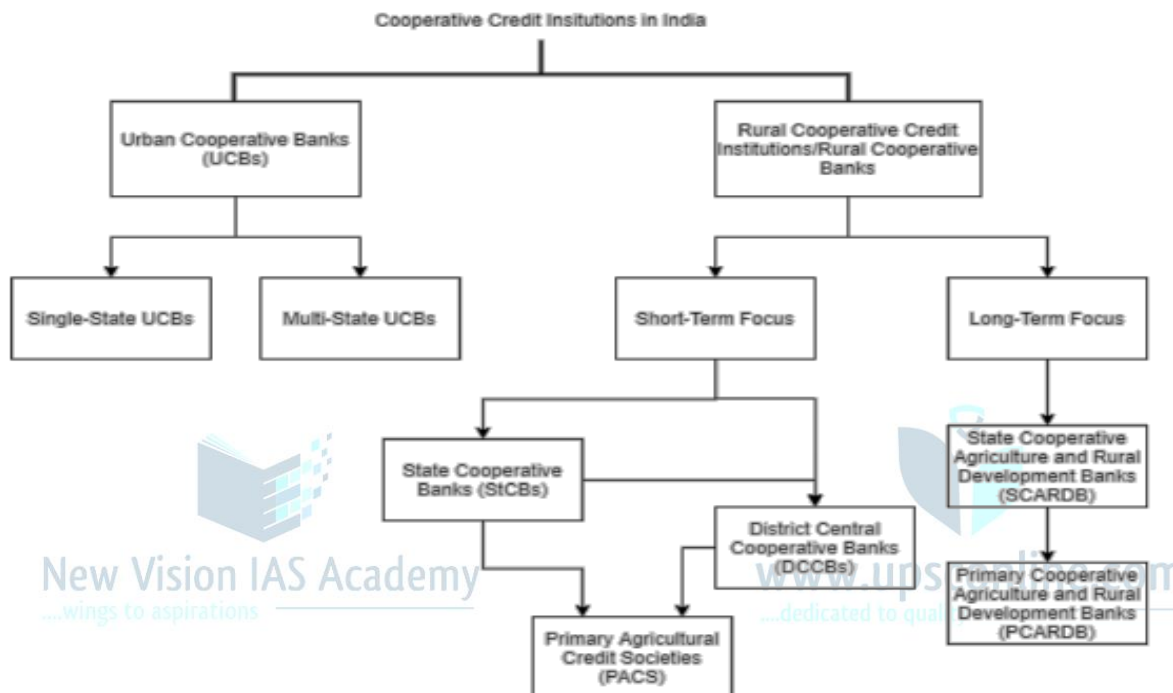 Cooperative Credit Insitutions in India
Urban Cooperative Banks
(UCBs)
Rural Cooperative Credit
Institutions/Rural Cooperative
Banks
Single-State UCBs
Multi-State UCBs
Short-Term Focus
Long-Term Focus
State Cooperative
Banks (StCBs)
State Cooperative
Agriculture and Rural
Development Banks
(SCARDB)
District Central
Cooperative Banks
(DCCBs)
Primary Cooperative
Agriculture and Rural
Development Banks
(PCARDB)
Primary Agricultural
Credit Societies
(PACS)
New Vision IAS Academy
....wings to aspirations
....dedicated to